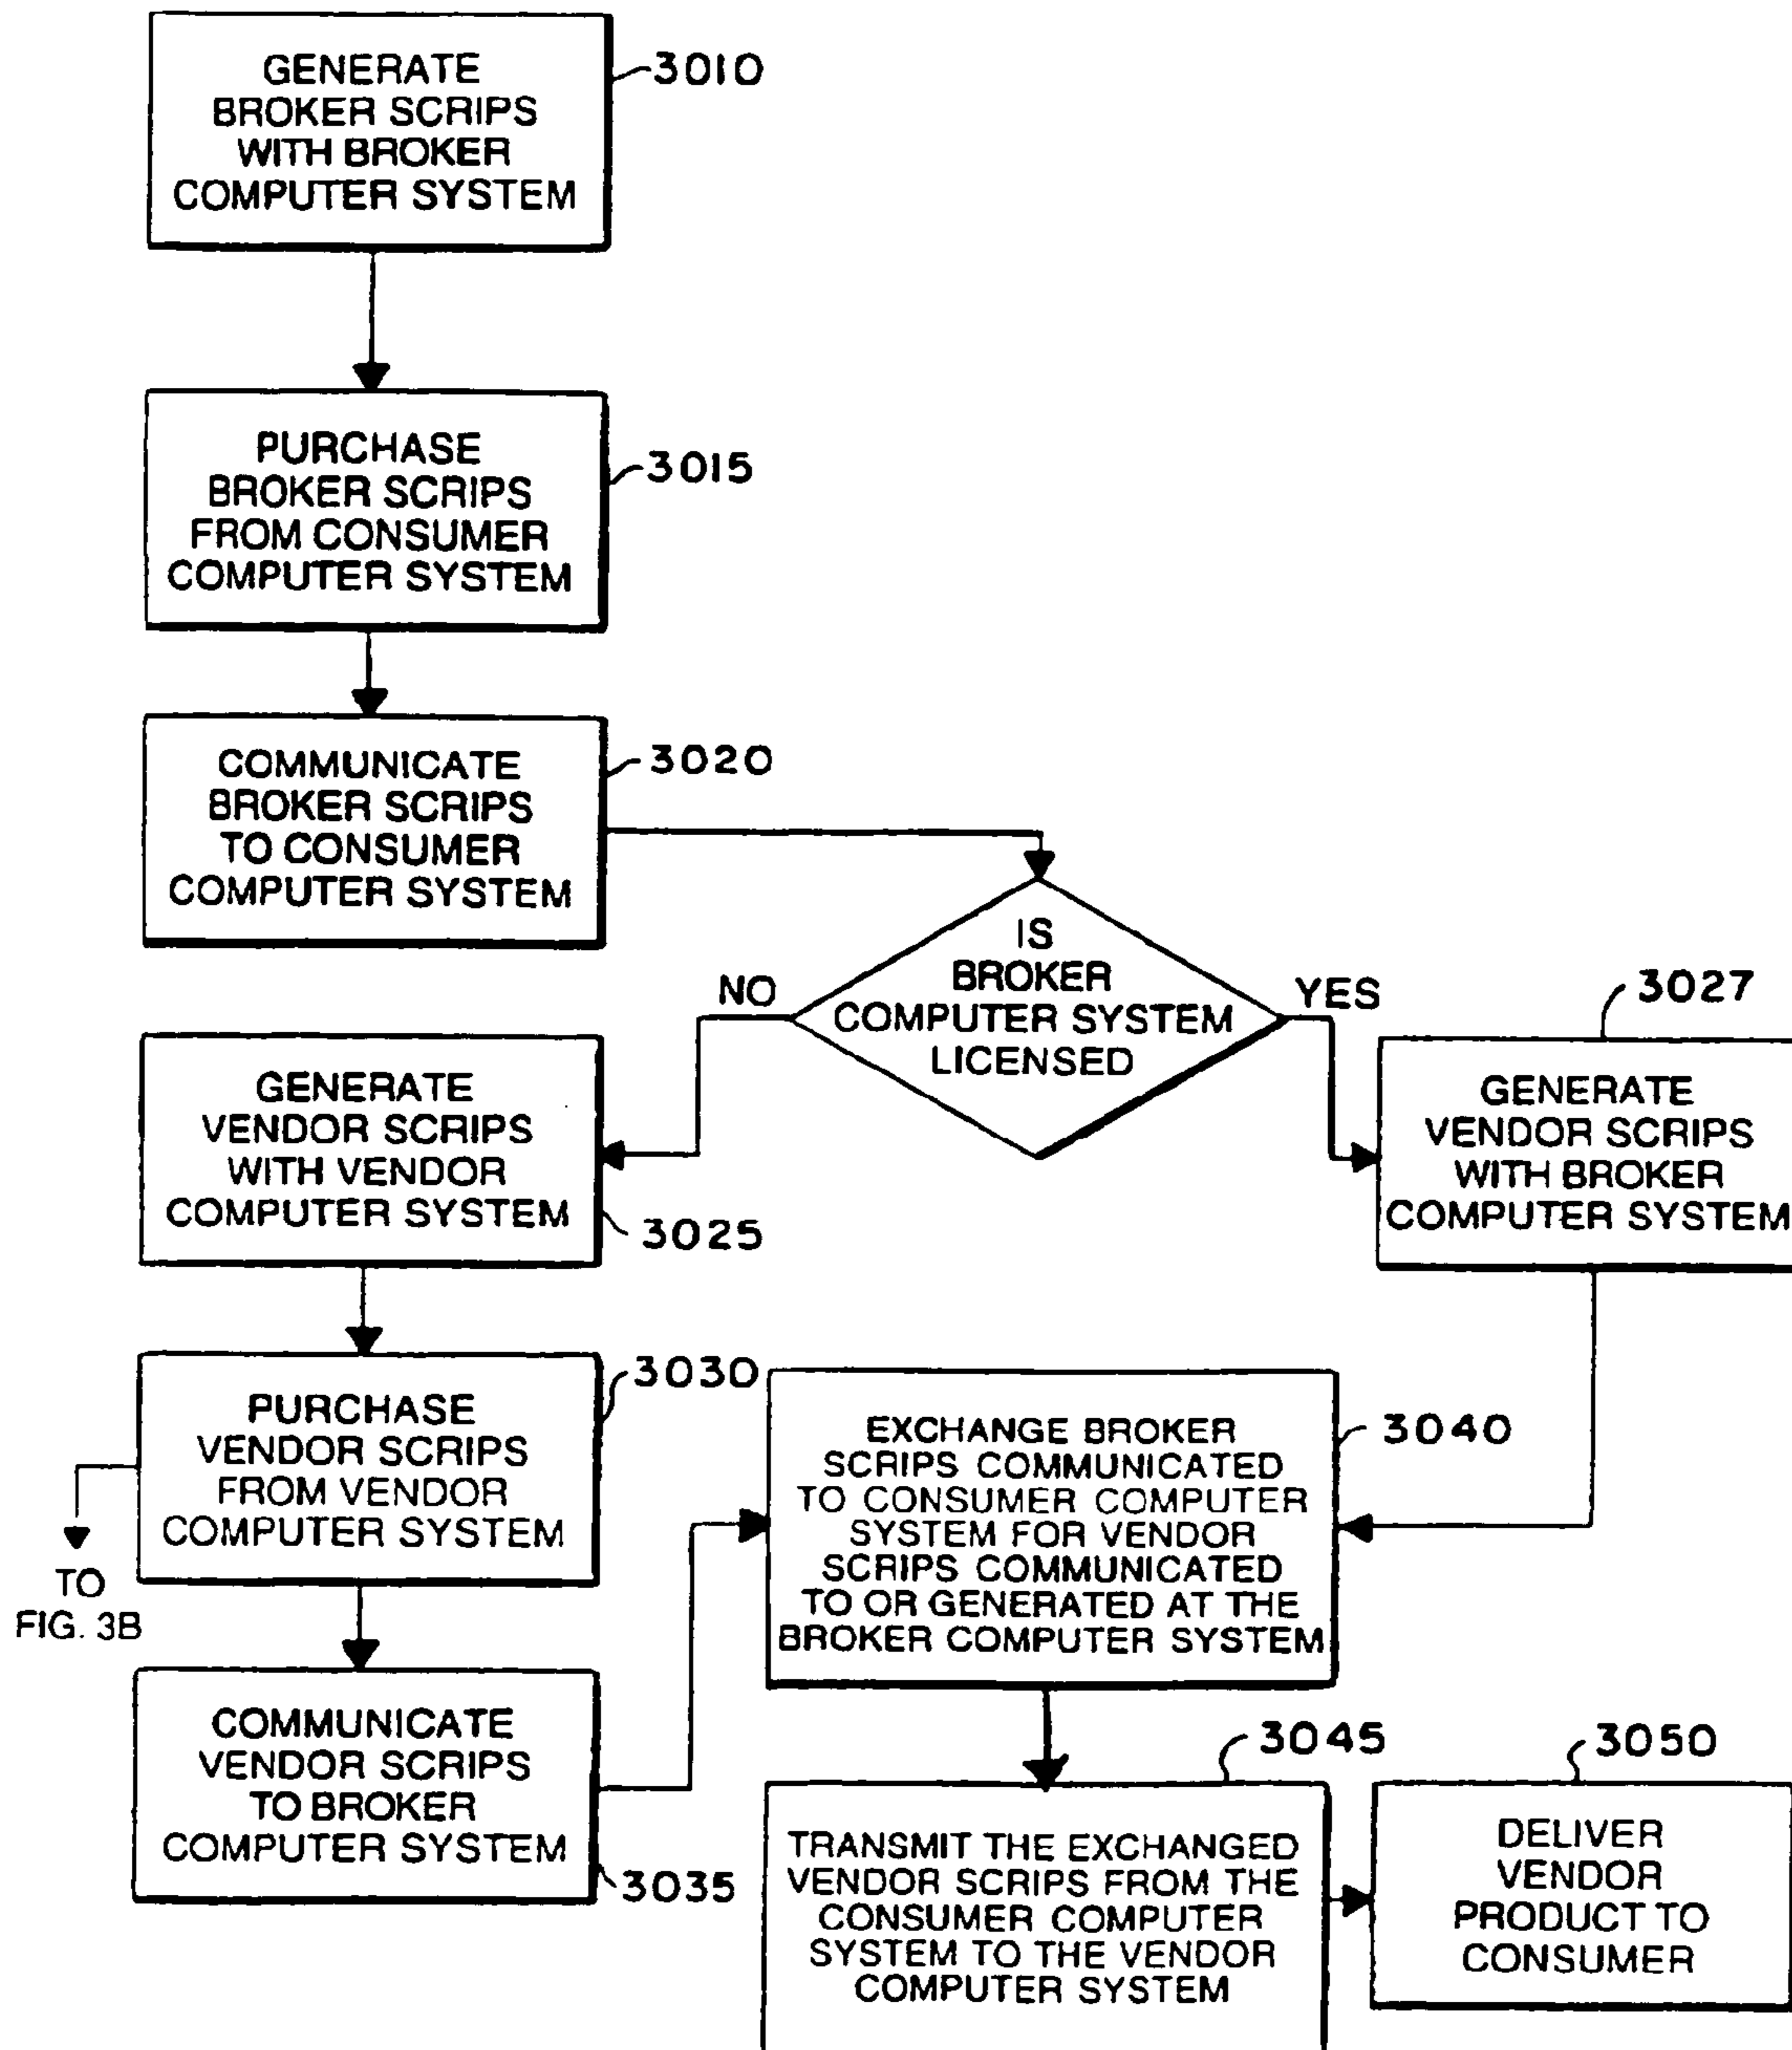 GENERATE
BROKER SCRIPS
WITH BROKER
COMPUTER SYSTEM
3010
PURCHASE
BROKER SCRIPS
FROM CONSUMER
COMPUTER SYSTEM
3015
COMMUNICATE
BROKER SCRIPS
TO CONSUMER
COMPUTER SYSTEM
3020
IS
BROKER
COMPUTER SYSTEM
LICENSED
NO
YES
GENERATE
VENDOR SCRIPS
WITH VENDOR
COMPUTER SYSTEM
3025
3027
GENERATE
VENDOR SCRIPS
WITH BROKER
COMPUTER SYSTEM
PURCHASE
VENDOR SCRIPS
FROM VENDOR
COMPUTER SYSTEM
3030
TO
FIG. 3B
COMMUNICATE
VENDOR SCRIPS
TO BROKER
COMPUTER SYSTEM
3035
EXCHANGE BROKER
SCRIPS COMMUNICATED
TO CONSUMER COMPUTER
SYSTEM FOR VENDOR
SCRIPS COMMUNICATED
TO OR GENERATED AT THE
BROKER COMPUTER SYSTEM
3040
3045
TRANSMIT THE EXCHANGED
VENDOR SCRIPS FROM THE
CONSUMER COMPUTER
SYSTEM TO THE VENDOR
COMPUTER SYSTEM
3050
DELIVER
VENDOR
PRODUCT TO
CONSUMER